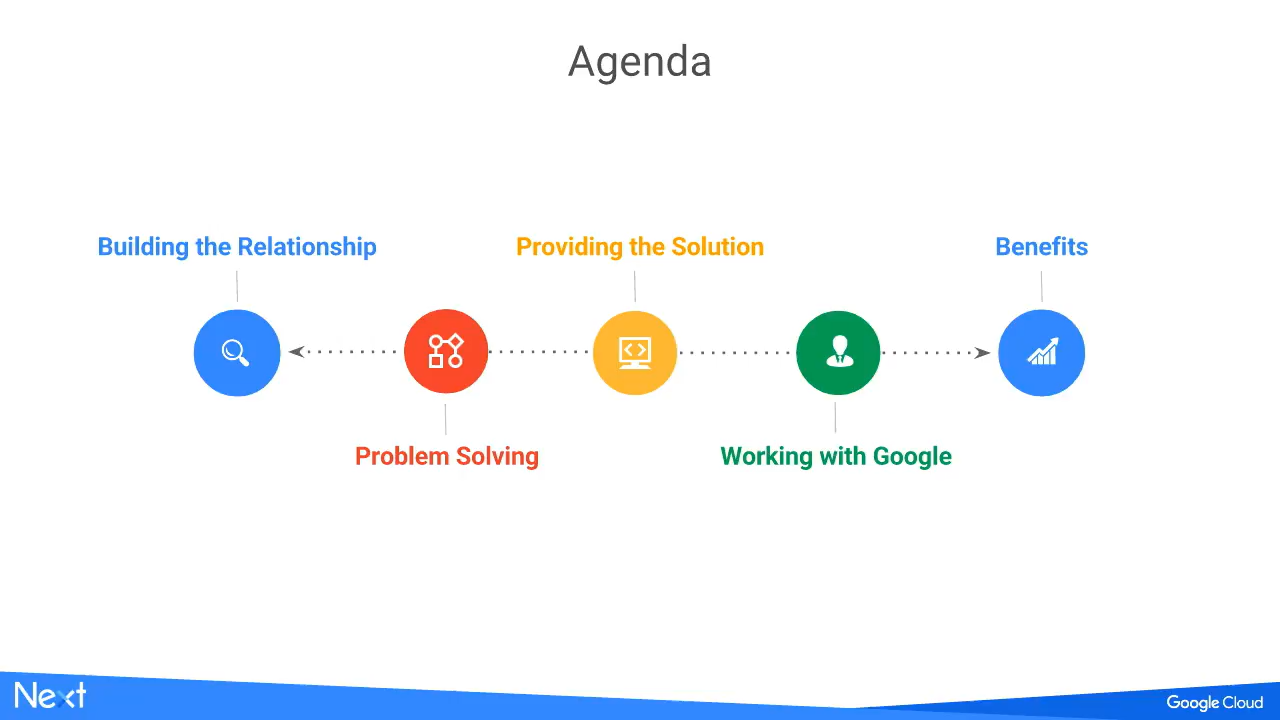 Agenda
Building the Relationship
Providing the Solution
Benefits
Problem Solving
Working with Google
Next
Google Cloud